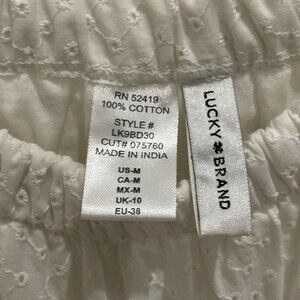 RN 52419
100% COTTON
STYLE #
LK9BD30
CUT# 075760
MADE IN INDIA
US-M
CA-M
MX-M
UK-10
EU-38
LUCKY BRAND